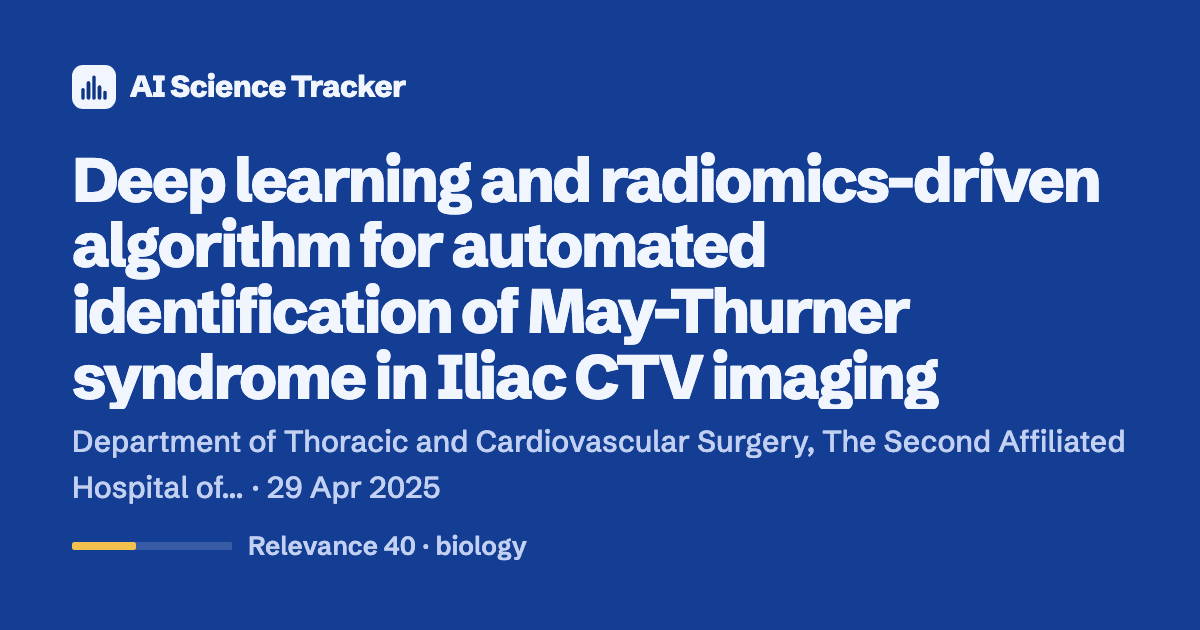 AI Science Tracker
Deep learning and radiomics-driven
algorithm for automated
identification of May-Thurner
syndrome in Iliac CTV imaging
Department of Thoracic and Cardiovascular Surgery, The Second Affiliated
Hospital of... · 29 Apr 2025
Relevance 40 · biology